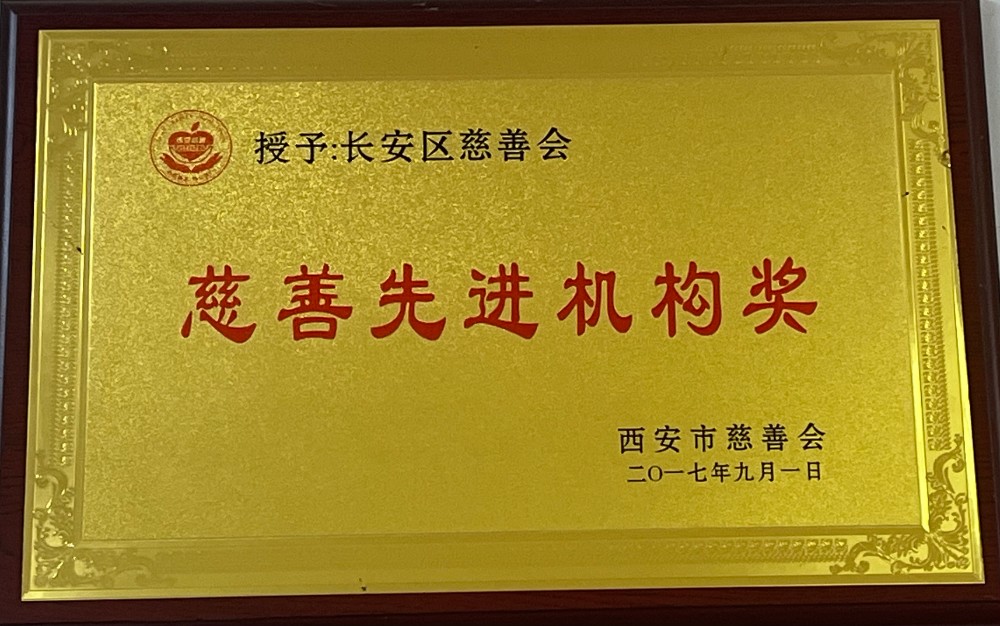 授予:长安区慈善会
慈善先进机构奖
西安市慈善会
二〇一七年九月一日